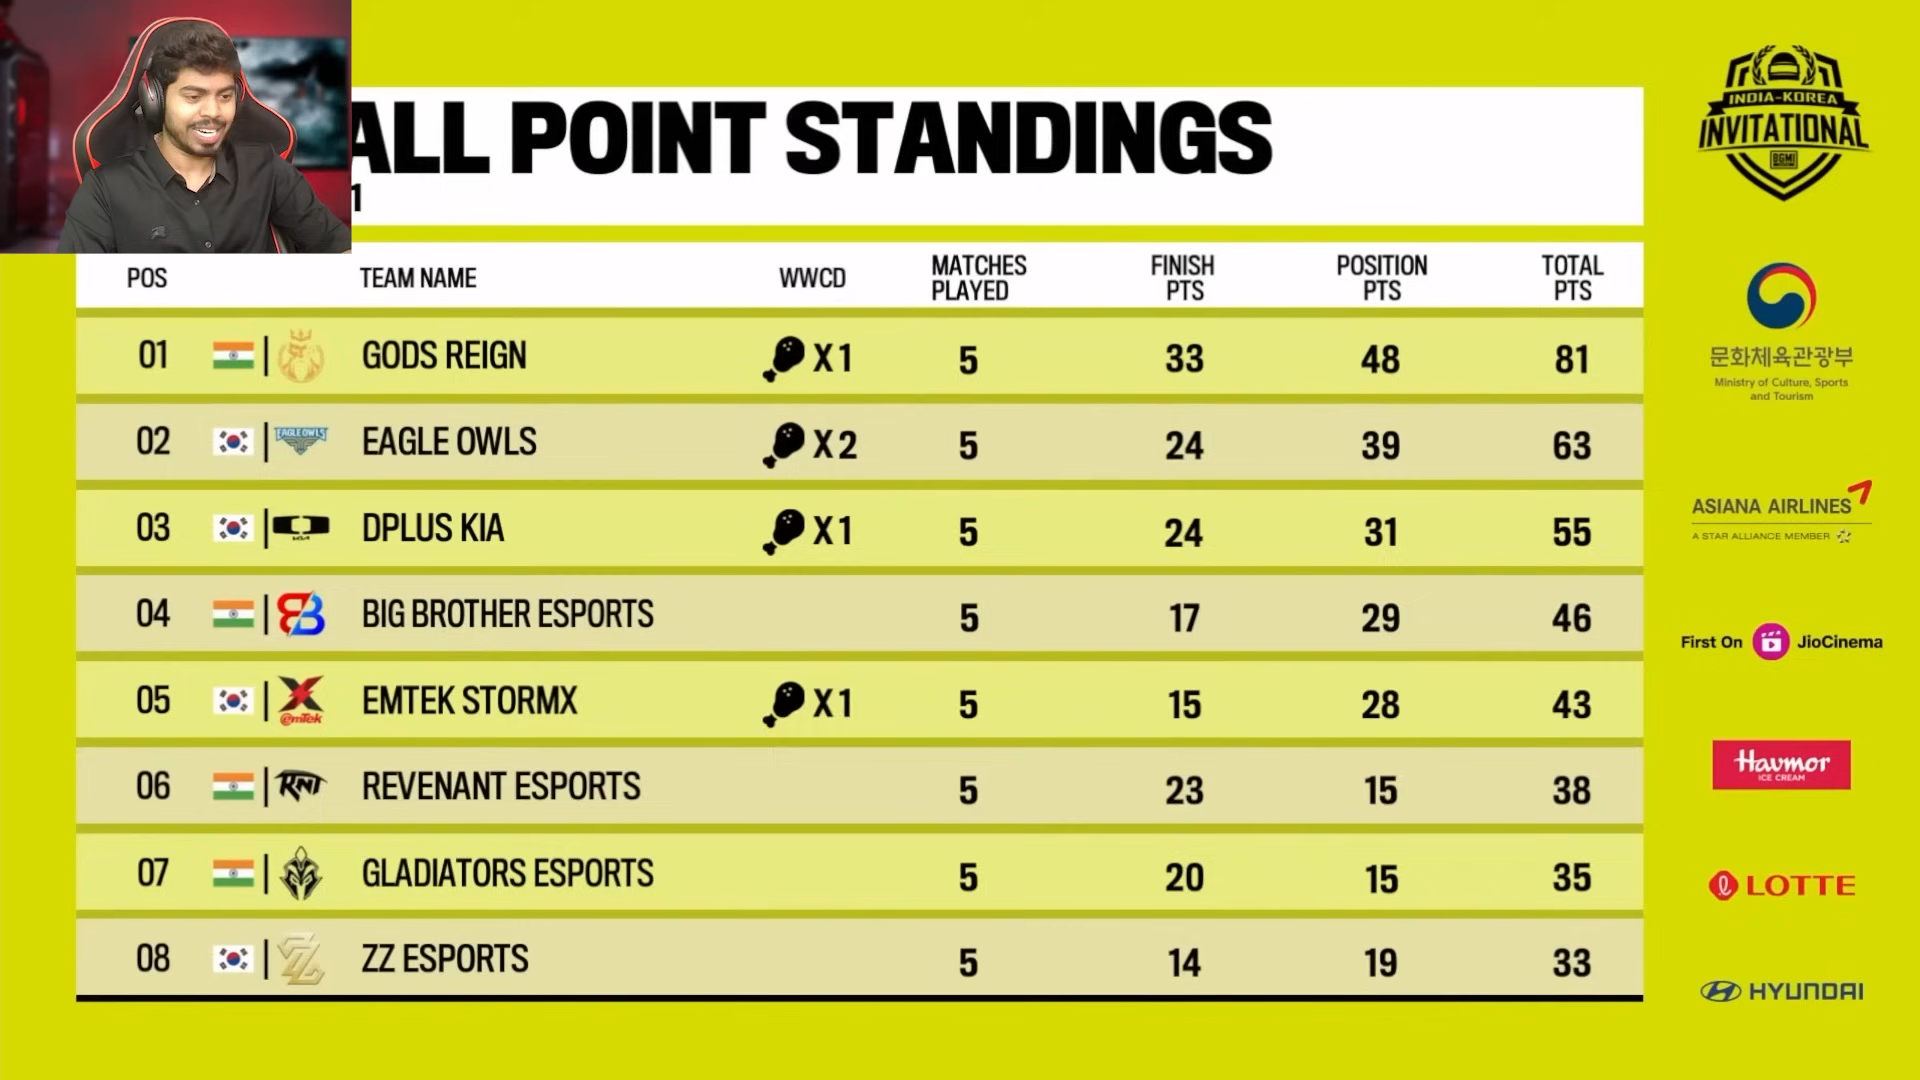 ALL POINT STANDINGS
1
POS TEAM NAME WWCD MATCHES PLAYED FINISH PTS POSITION PTS TOTAL PTS
01 GODS REIGN X1 5 33 48 81
02 EAGLE OWLS EAGLE OWLS X2 5 24 39 63
03 DPLUS KIA X1 5 24 31 55
04 BIG BROTHER ESPORTS 5 17 29 46
05 emTek EMTEK STORMX X1 5 15 28 43
06 RNT REVENANT ESPORTS 5 23 15 38
07 GLADIATORS ESPORTS 5 20 15 35
08 ZZ ESPORTS 5 14 19 33
INDIA-KOREA
INVITATIONAL
BGMI
문화체육관광부
Ministry of Culture, Sports
and Tourism
ASIANA AIRLINES
A STAR ALLIANCE MEMBER
First On JioCinema
Havmor
ICE CREAM
LOTTE
HYUNDAI